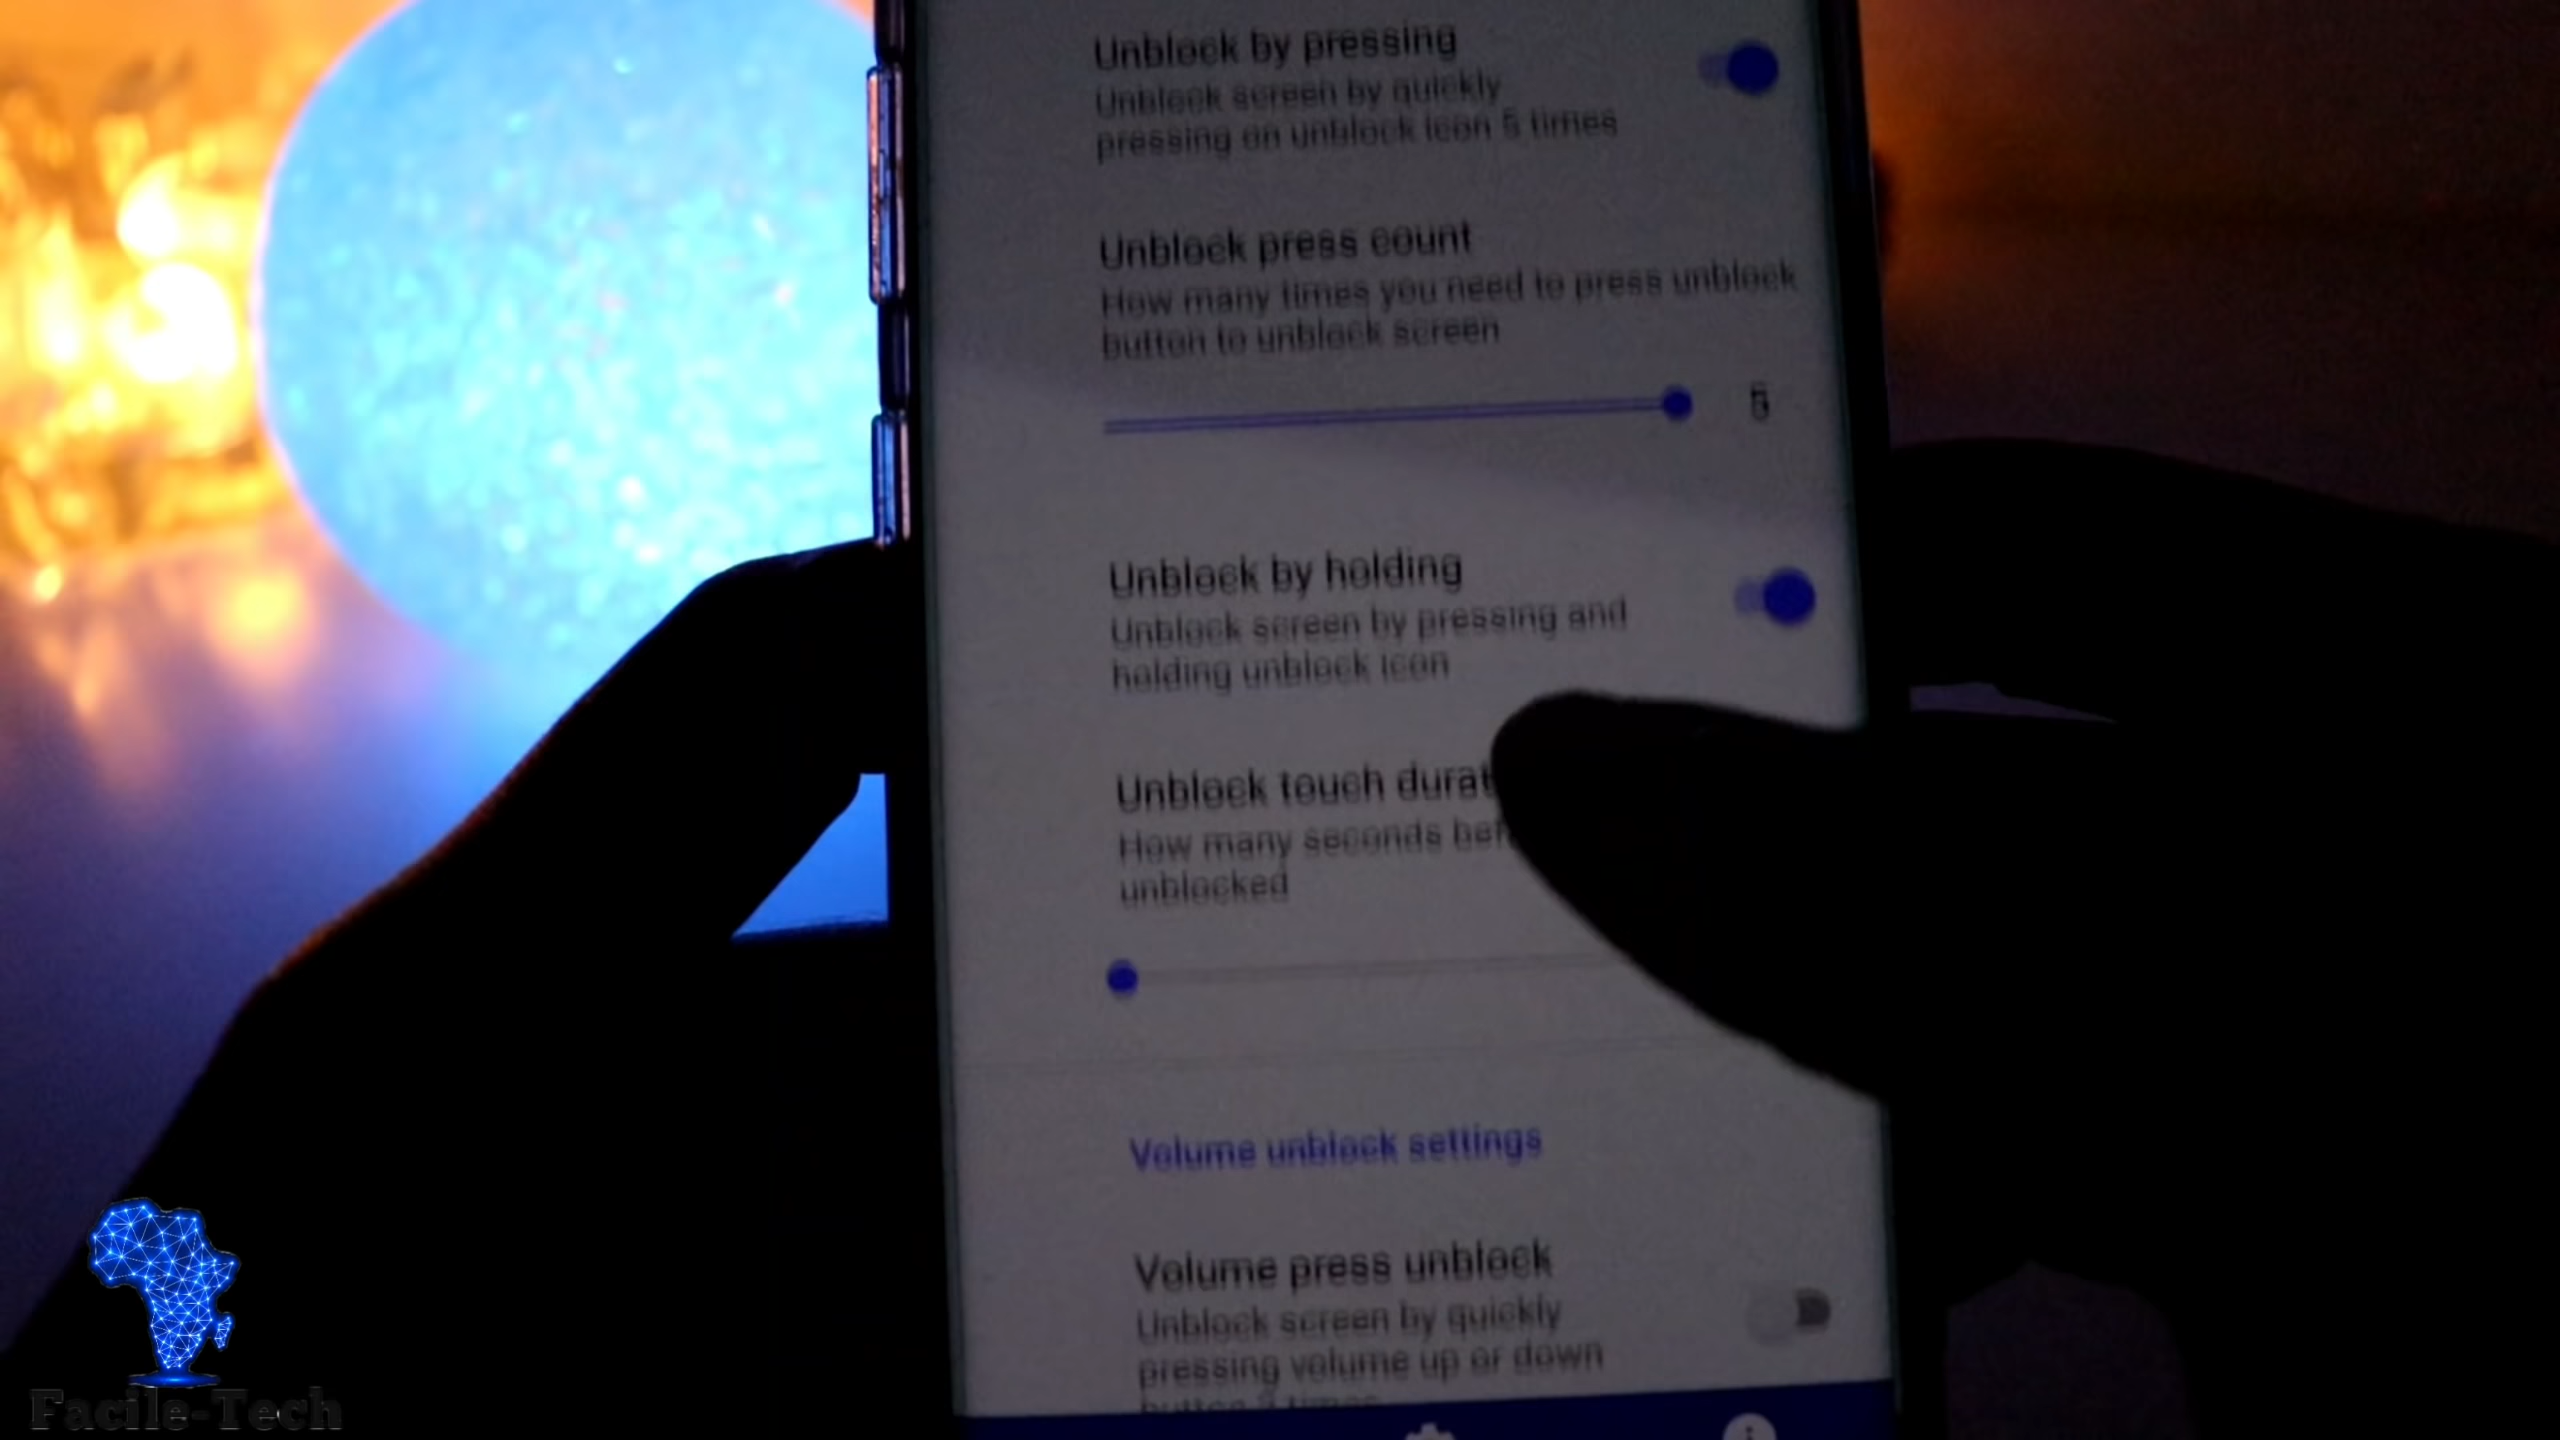 Unblock by pressing
Unblock screen by quickly
pressing on unblock icon 5 times
Unblock press count
How many times you need to press unblock
button to unblock screen
5
Unblock by holding
Unblock screen by pressing and
holding unblock icon
Unblock touch
How many seconds
unblocked
Volume unblock settings
Volume press unblock
Unblock screen by quickly
pressing volume up or down
button times
Facile-Tech